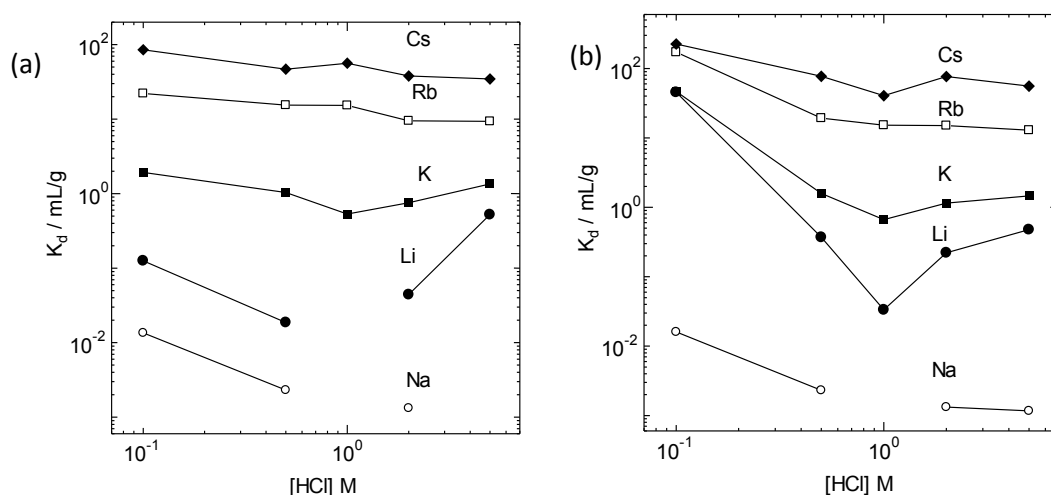 (a)
K_d / mL/g
10^2
10^0
10^-2
Cs
Rb
K
Li
Na
10^-1
10^0
[HCl] M
(b)
K_d / mL/g
10^2
10^0
10^-2
Cs
Rb
K
Li
Na
10^-1
10^0
[HCl] M